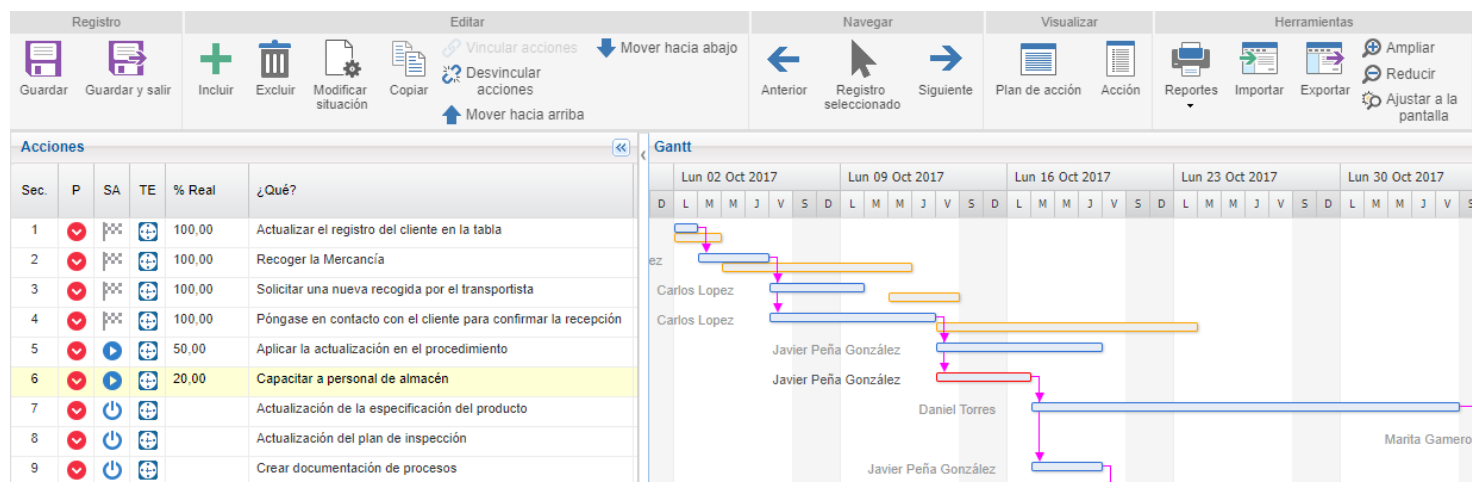 Registro Editar Navegar Visualizar Herramientas
Guardar Guardar y salir Incluir Excluir Modificar situación Copiar
Vincular acciones Mover hacia abajo
Desvincular acciones
Mover hacia arriba
Anterior Registro seleccionado Siguiente Plan de acción Acción Reportes Importar Exportar
Ampliar
Reducir
Ajustar a la pantalla
Acciones Gantt
Sec. P SA TE % Real ¿Qué?
Lun 02 Oct 2017 Lun 09 Oct 2017 Lun 16 Oct 2017 Lun 23 Oct 2017 Lun 30 Oct 2017
D L M M J V S D L M M J V S D L M M J V S D L M M J V S D L M M J V S
1 100,00 Actualizar el registro del cliente en la tabla
2 100,00 Recoger la Mercancía ez
3 100,00 Solicitar una nueva recogida por el transportista Carlos Lopez
4 100,00 Póngase en contacto con el cliente para confirmar la recepción Carlos Lopez
5 50,00 Aplicar la actualización en el procedimiento Javier Peña González
6 20,00 Capacitar a personal de almacén Javier Peña González
7 Actualización de la especificación del producto Daniel Torres
8 Actualización del plan de inspección Marita Gamero
9 Crear documentación de procesos Javier Peña González